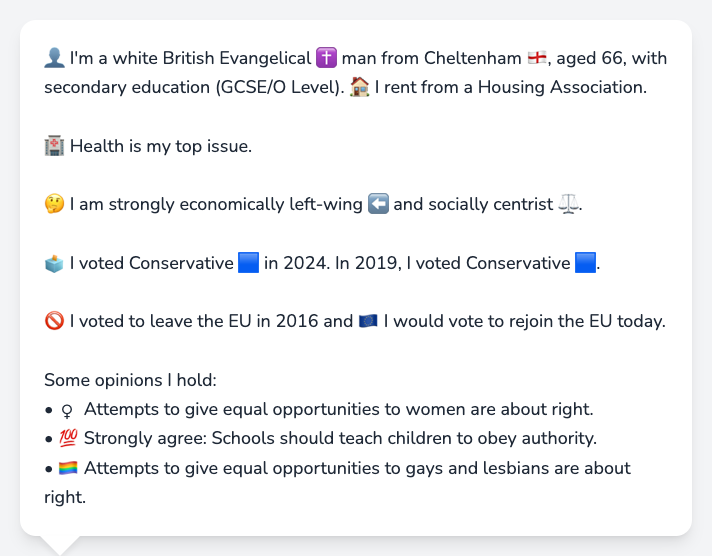 👤 I'm a white British Evangelical ✝️ man from Cheltenham 🏴󠁧󠁢󠁥󠁮󠁧󠁿, aged 66, with
secondary education (GCSE/O Level). 🏠 I rent from a Housing Association.
🏥 Health is my top issue.
🤔 I am strongly economically left-wing ⬅️ and socially centrist ⚖️.
🗳️ I voted Conservative 🟦 in 2024. In 2019, I voted Conservative 🟦.
🚫 I voted to leave the EU in 2016 and 🇪🇺 I would vote to rejoin the EU today.
Some opinions I hold:
• ♀ Attempts to give equal opportunities to women are about right.
• 💯 Strongly agree: Schools should teach children to obey authority.
• 🏳️‍🌈 Attempts to give equal opportunities to gays and lesbians are about
right.